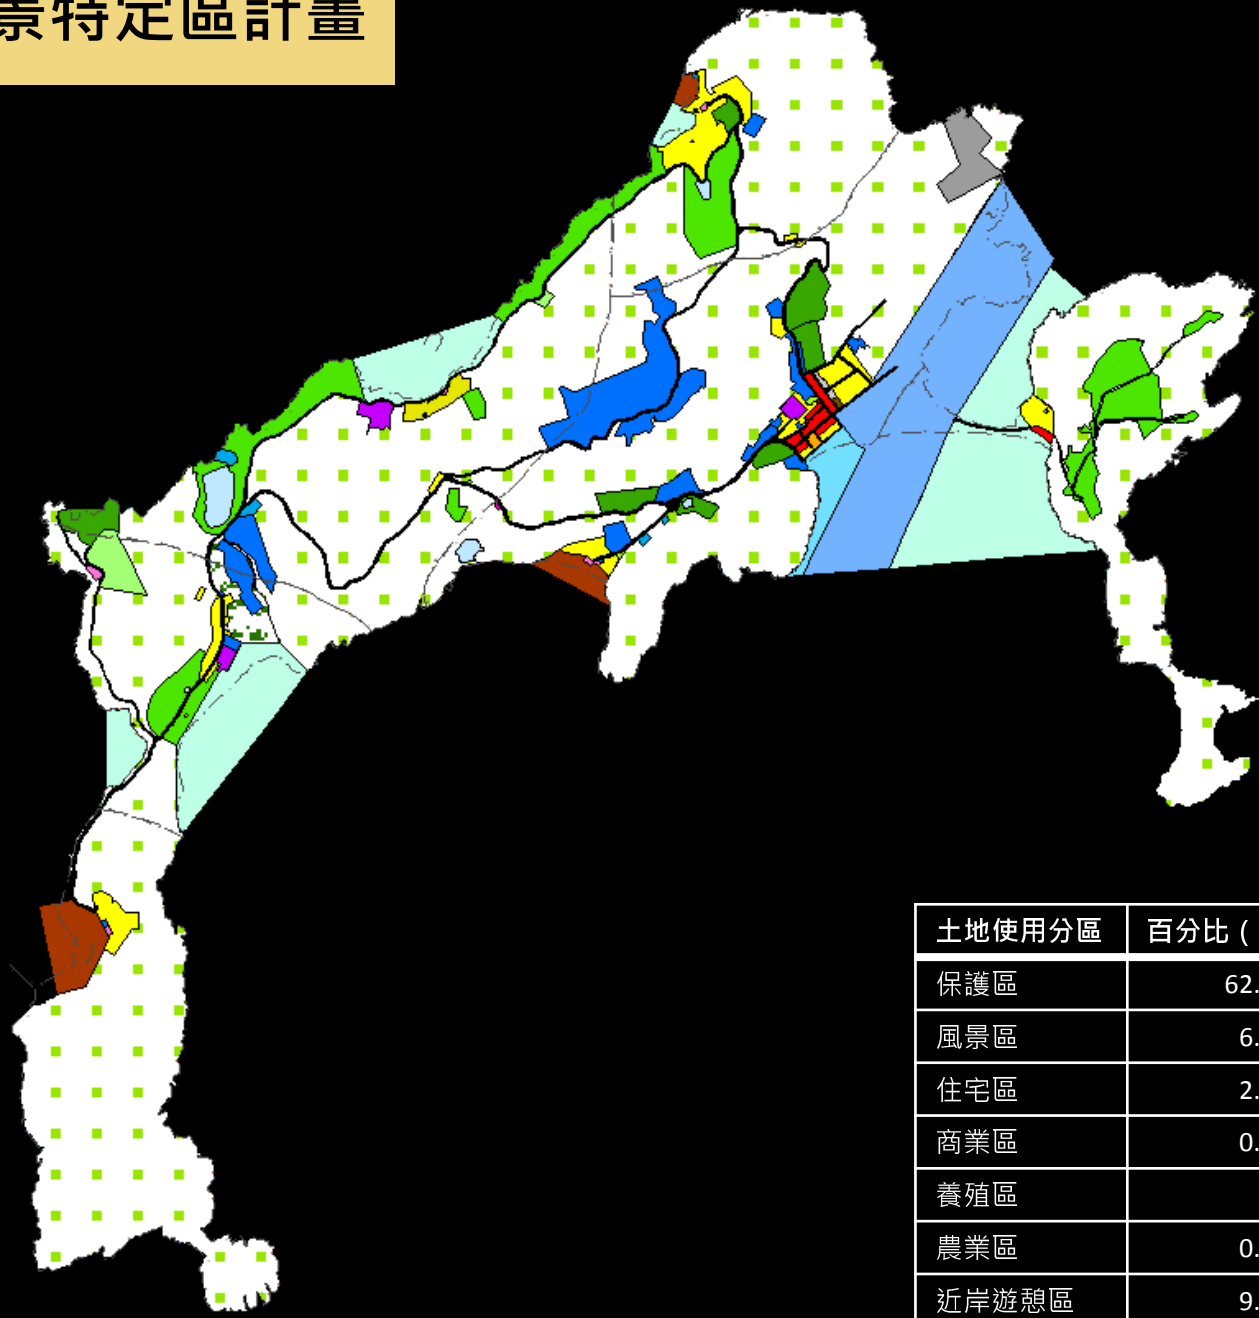 景特定區計畫
土地使用分區 百分比 (
保護區 62.
風景區 6.
住宅區 2.
商業區 0.
養殖區
農業區 0.
近岸遊憩區 9.